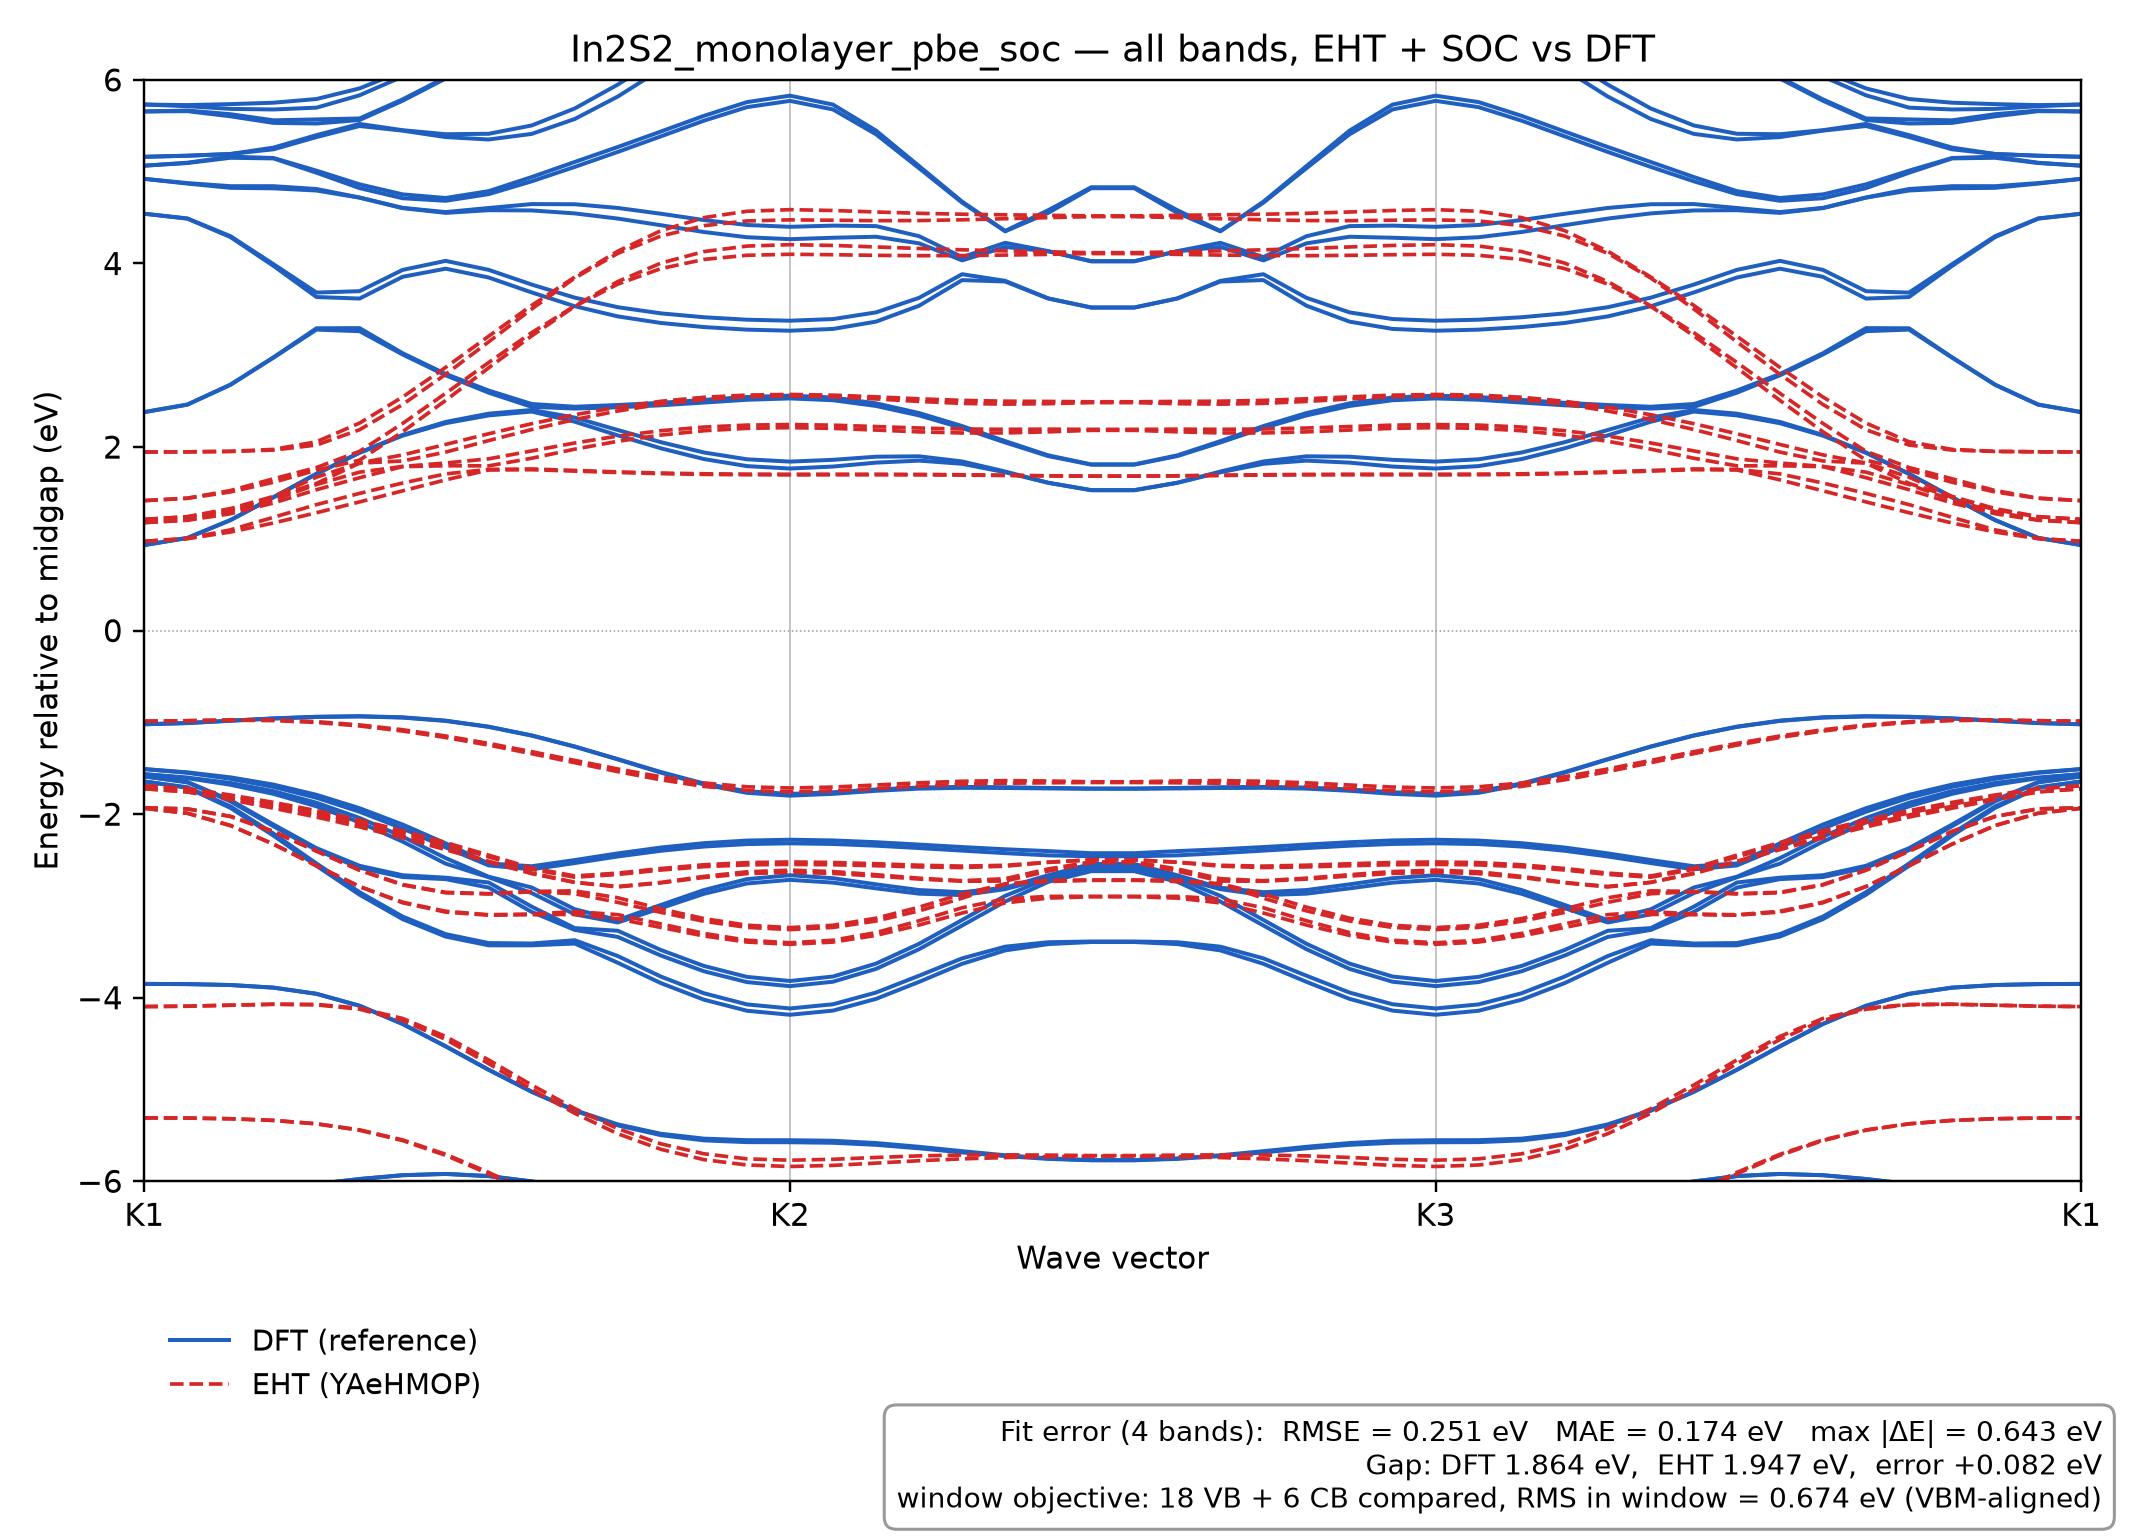 In2S2_monolayer_pbe_soc — all bands, EHT + SOC vs DFT
Energy relative to midgap (eV)
6
4
2
0
−2
−4
−6
K1 K2 K3 K1
Wave vector
DFT (reference)
EHT (YAeHMOP)
Fit error (4 bands):  RMSE = 0.251 eV   MAE = 0.174 eV   max |ΔE| = 0.643 eV
Gap: DFT 1.864 eV,  EHT 1.947 eV,  error +0.082 eV
window objective: 18 VB + 6 CB compared, RMS in window = 0.674 eV (VBM-aligned)